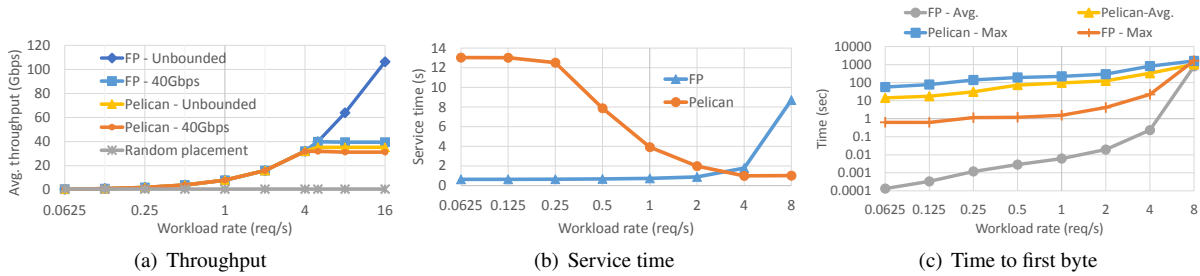 Avg. throughput (Gbps)
120
100
80
60
40
20
0
FP - Unbounded
FP - 40Gbps
Pelican - Unbounded
Pelican - 40Gbps
Random placement
0.0625 0.25 1 4 16
Workload rate (req/s)
(a) Throughput
Service time (s)
14
12
10
8
6
4
2
0
FP
Pelican
0.0625 0.125 0.25 0.5 1 2 4 8
Workload rate (req/s)
(b) Service time
FP - Avg. Pelican-Avg.
Pelican - Max FP - Max
Time (sec)
10000
1000
100
10
1
0.1
0.01
0.001
0.0001
0.0625 0.125 0.25 0.5 1 2 4 8
Workload rate (req/s)
(c) Time to first byte